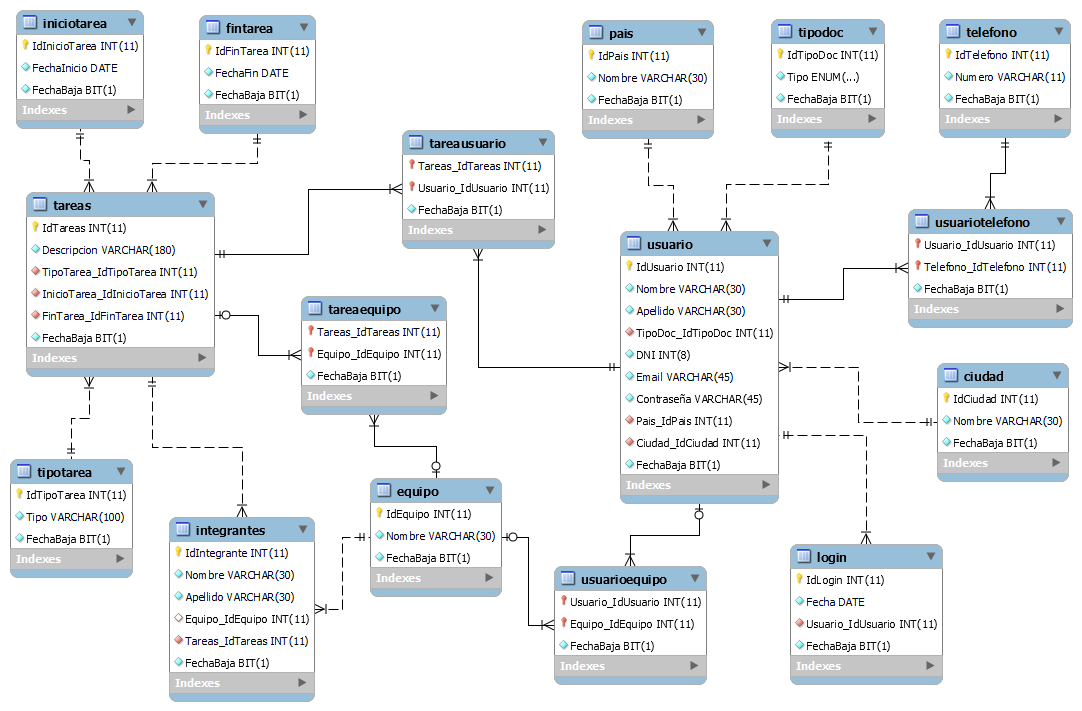 iniciotarea
IdInicioTarea INT(11)
FechaInicio DATE
FechaBaja BIT(1)
Indexes
fintarea
IdFinTarea INT(11)
FechaFin DATE
FechaBaja BIT(1)
Indexes
pais
IdPais INT(11)
Nombre VARCHAR(30)
FechaBaja BIT(1)
Indexes
tipodoc
IdTipoDoc INT(11)
Tipo ENUM(...)
FechaBaja BIT(1)
Indexes
telefono
IdTelefono INT(11)
Numero VARCHAR(11)
FechaBaja BIT(1)
Indexes
tareausuario
Tareas_IdTareas INT(11)
Usuario_IdUsuario INT(11)
FechaBaja BIT(1)
Indexes
tareas
IdTareas INT(11)
Descripcion VARCHAR(180)
TipoTarea_IdTipoTarea INT(11)
InicioTarea_IdInicioTarea INT(11)
FinTarea_IdFinTarea INT(11)
FechaBaja BIT(1)
Indexes
usuario
IdUsuario INT(11)
Nombre VARCHAR(30)
Apellido VARCHAR(30)
TipoDoc_IdTipoDoc INT(11)
DNI INT(8)
Email VARCHAR(45)
Contraseña VARCHAR(45)
Pais_IdPais INT(11)
Ciudad_IdCiudad INT(11)
FechaBaja BIT(1)
Indexes
usuariotelefono
Usuario_IdUsuario INT(11)
Telefono_IdTelefono INT(11)
FechaBaja BIT(1)
Indexes
tareaequipo
Tareas_IdTareas INT(11)
Equipo_IdEquipo INT(11)
FechaBaja BIT(1)
Indexes
ciudad
IdCiudad INT(11)
Nombre VARCHAR(30)
FechaBaja BIT(1)
Indexes
tipotarea
IdTipoTarea INT(11)
Tipo VARCHAR(100)
FechaBaja BIT(1)
Indexes
integrantes
IdIntegrante INT(11)
Nombre VARCHAR(30)
Apellido VARCHAR(30)
Equipo_IdEquipo INT(11)
Tareas_IdTareas INT(11)
FechaBaja BIT(1)
Indexes
equipo
IdEquipo INT(11)
Nombre VARCHAR(30)
FechaBaja BIT(1)
Indexes
usuarioequipo
Usuario_IdUsuario INT(11)
Equipo_IdEquipo INT(11)
FechaBaja BIT(1)
Indexes
login
IdLogin INT(11)
Fecha DATE
Usuario_IdUsuario INT(11)
FechaBaja BIT(1)
Indexes